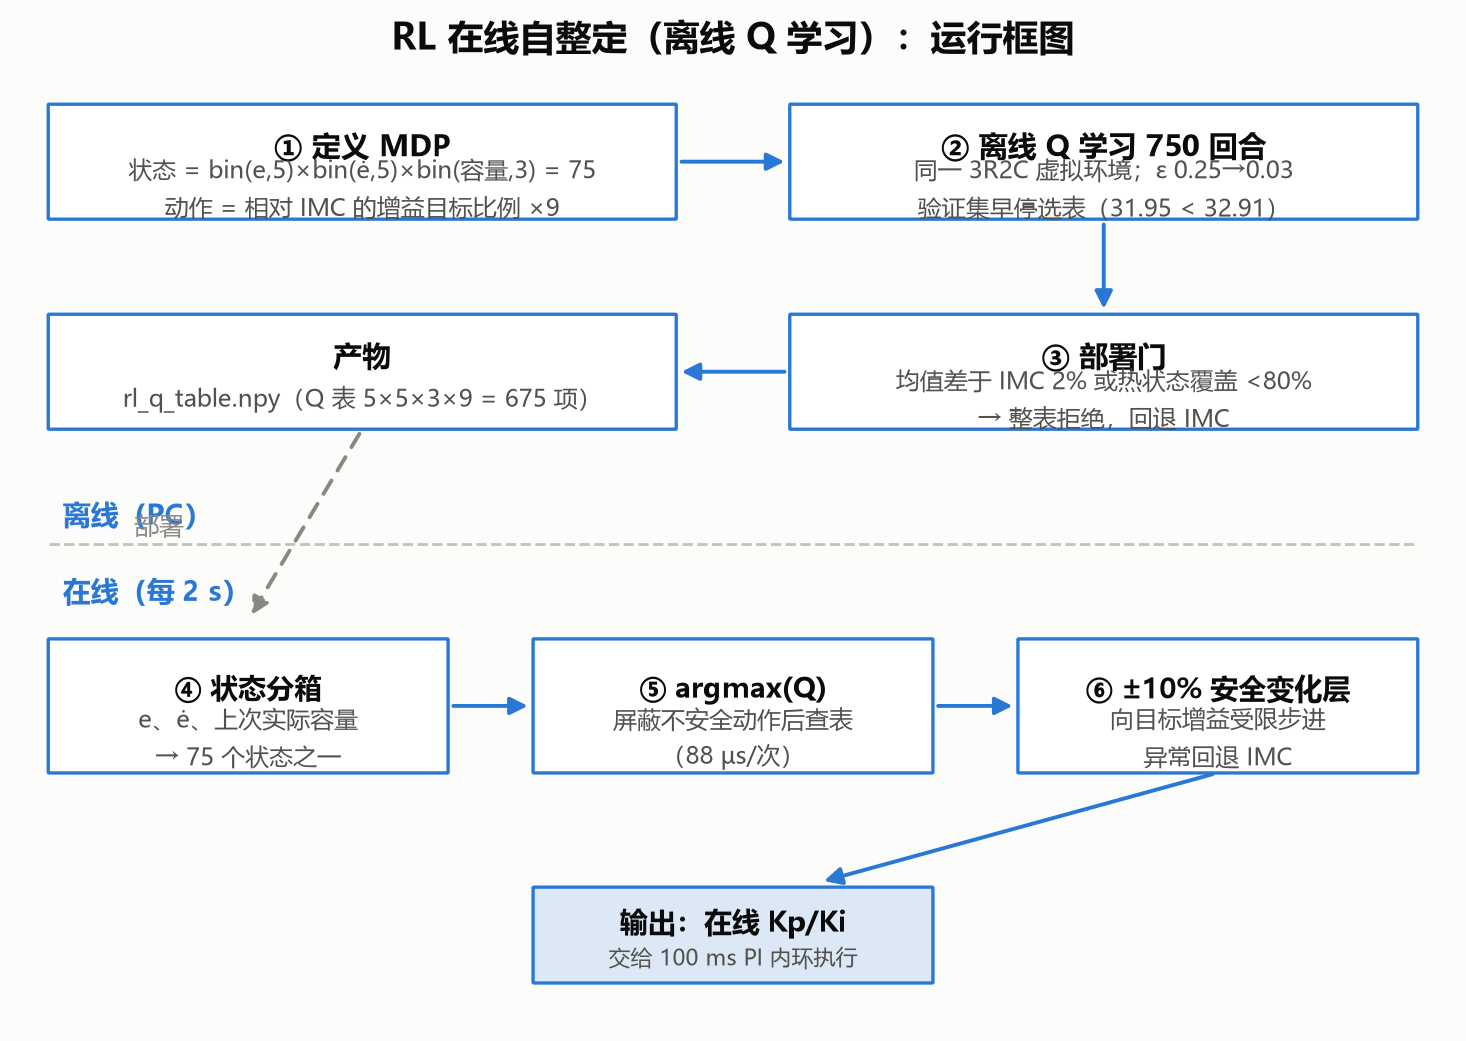 RL 在线自整定（离线 Q 学习）：运行框图
① 定义 MDP
状态 = bin(e,5)×bin(ė,5)×bin(容量,3) = 75
动作 = 相对 IMC 的增益目标比例 ×9
② 离线 Q 学习 750 回合
同一 3R2C 虚拟环境；ε 0.25→0.03
验证集早停选表（31.95 < 32.91）
产物
rl_q_table.npy（Q 表 5×5×3×9 = 675 项）
③ 部署门
均值差于 IMC 2% 或热状态覆盖 <80%
→ 整表拒绝，回退 IMC
离线（PC）
部署
在线（每 2 s）
④ 状态分箱
e、ė、上次实际容量
→ 75 个状态之一
⑤ argmax(Q)
屏蔽不安全动作后查表
（88 µs/次）
⑥ ±10% 安全变化层
向目标增益受限步进
异常回退 IMC
输出：在线 Kp/Ki
交给 100 ms PI 内环执行